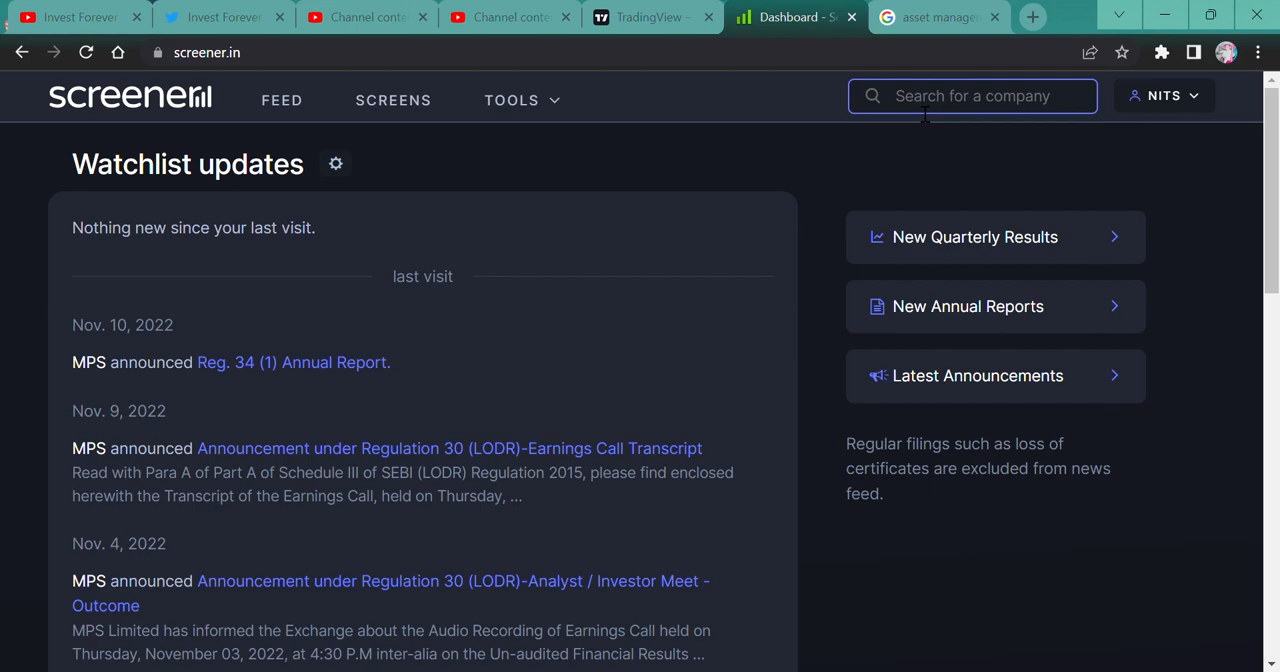 Invest Forever
Invest Forever
Channel conte
Channel conte
TradingView –
Dashboard - S
asset manage
screener.in
screener
FEED
SCREENS
TOOLS
Search for a company
NITS
Watchlist updates
Nothing new since your last visit.
last visit
Nov. 10, 2022
MPS announced Reg. 34 (1) Annual Report.
Nov. 9, 2022
MPS announced Announcement under Regulation 30 (LODR)-Earnings Call Transcript
Read with Para A of Part A of Schedule III of SEBI (LODR) Regulation 2015, please find enclosed
herewith the Transcript of the Earnings Call, held on Thursday, ...
Nov. 4, 2022
MPS announced Announcement under Regulation 30 (LODR)-Analyst / Investor Meet -
Outcome
MPS Limited has informed the Exchange about the Audio Recording of Earnings Call held on
Thursday, November 03, 2022, at 4:30 P.M inter-alia on the Un-audited Financial Results ...
New Quarterly Results
New Annual Reports
Latest Announcements
Regular filings such as loss of
certificates are excluded from news
feed.